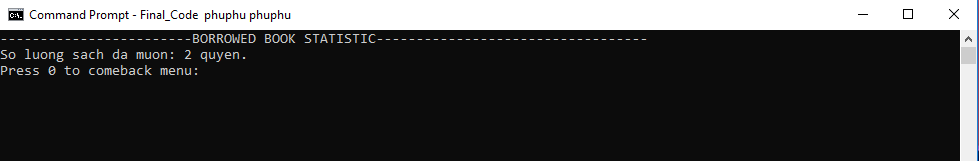 Command Prompt - Final_Code phuphu phuphu
------------------------BORROWED BOOK STATISTIC----------------------------------
So luong sach da muon: 2 quyen.
Press 0 to comeback menu: